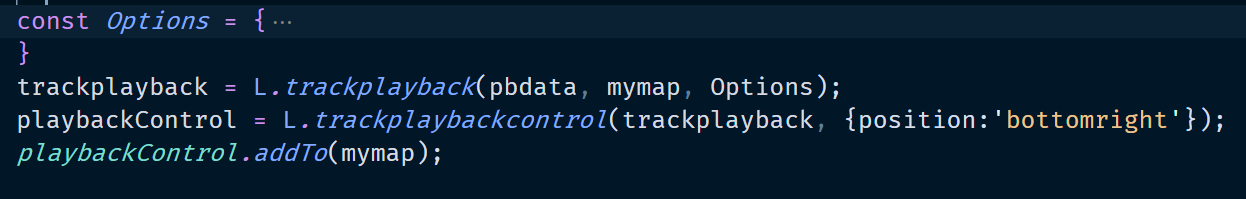 const Options = {…
}
trackplayback = L.trackplayback(pbdata, mymap, Options);
playbackControl = L.trackplaybackcontrol(trackplayback, {position:'bottomright'});
playbackControl.addTo(mymap);